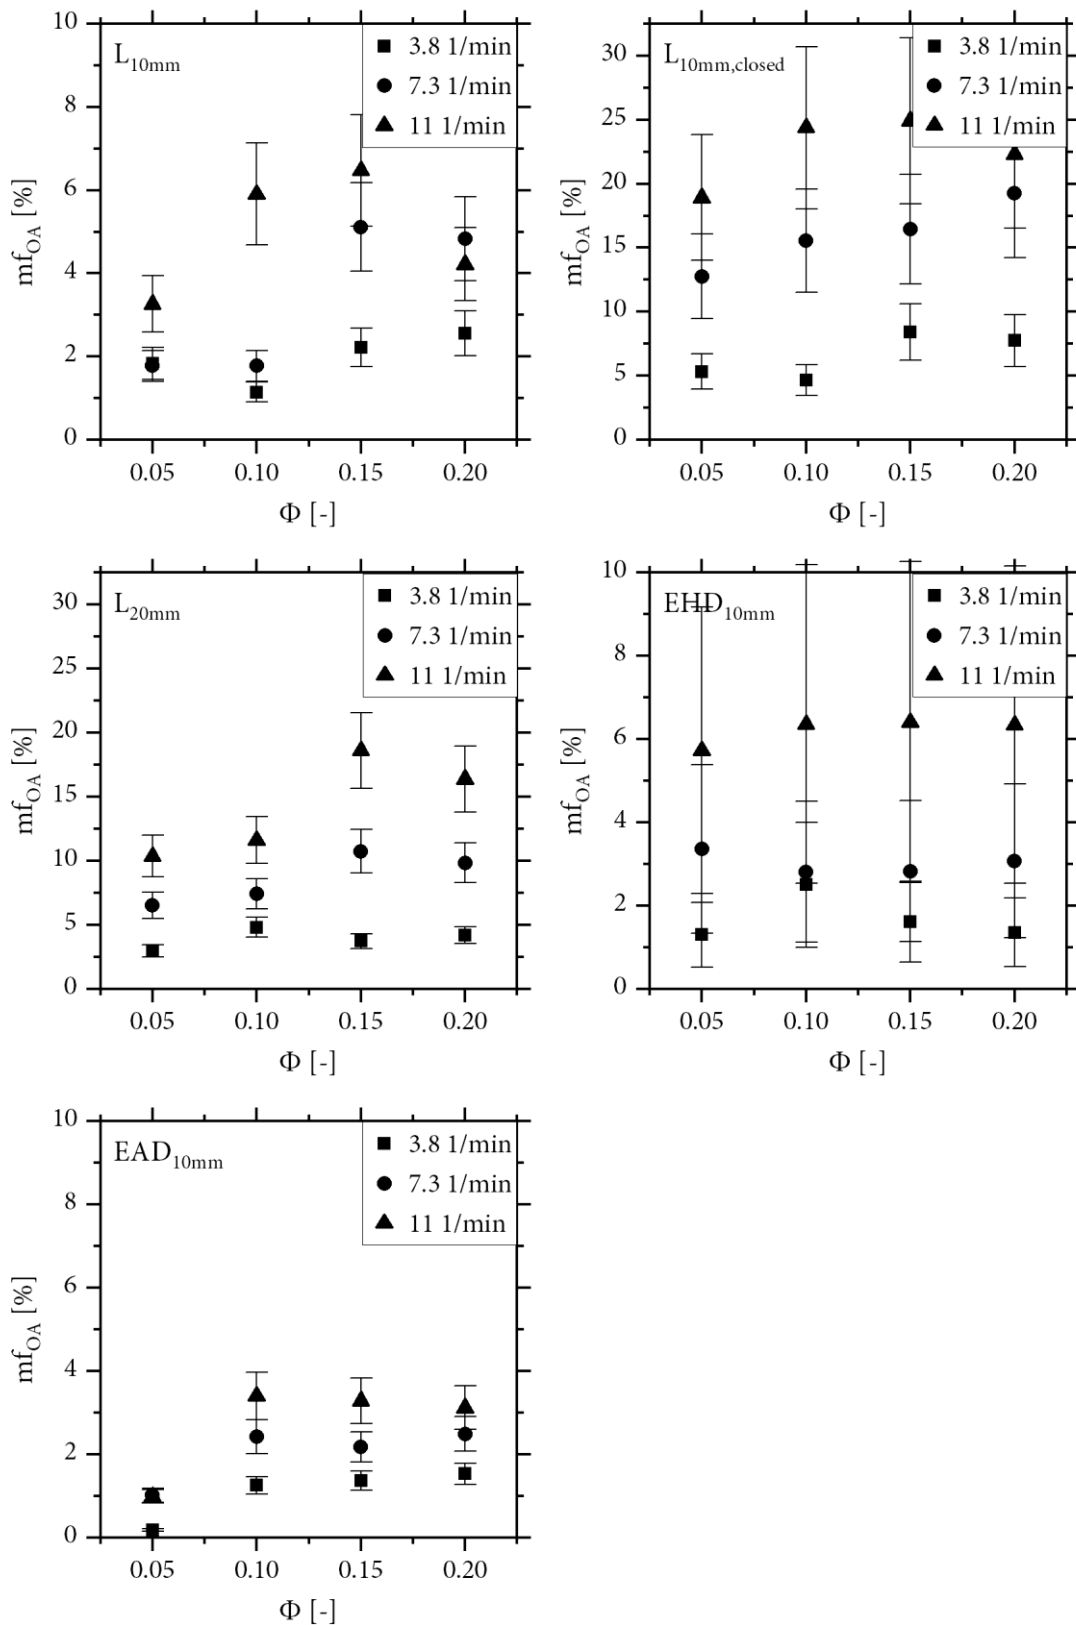 L10mm
3.8 1/min
7.3 1/min
11 1/min
10
8
6
4
2
0
mfOA [%]
0.05 0.10 0.15 0.20
Φ [-]
L10mm,closed
3.8 1/min
7.3 1/min
11 1/min
30
25
20
15
10
5
0
mfOA [%]
0.05 0.10 0.15 0.20
Φ [-]
L20mm
3.8 1/min
7.3 1/min
11 1/min
30
25
20
15
10
5
0
mfOA [%]
0.05 0.10 0.15 0.20
Φ [-]
EHD10mm
3.8 1/min
7.3 1/min
11 1/min
10
8
6
4
2
0
mfOA [%]
0.05 0.10 0.15 0.20
Φ [-]
EAD10mm
3.8 1/min
7.3 1/min
11 1/min
10
8
6
4
2
0
mfOA [%]
0.05 0.10 0.15 0.20
Φ [-]